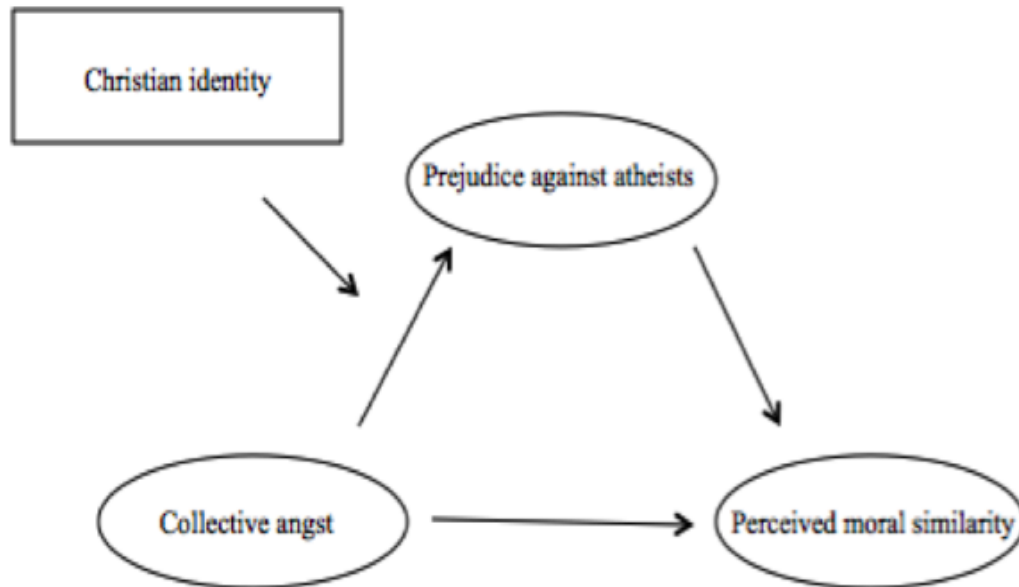 Christian identity
Prejudice against atheists
Collective angst
Perceived moral similarity